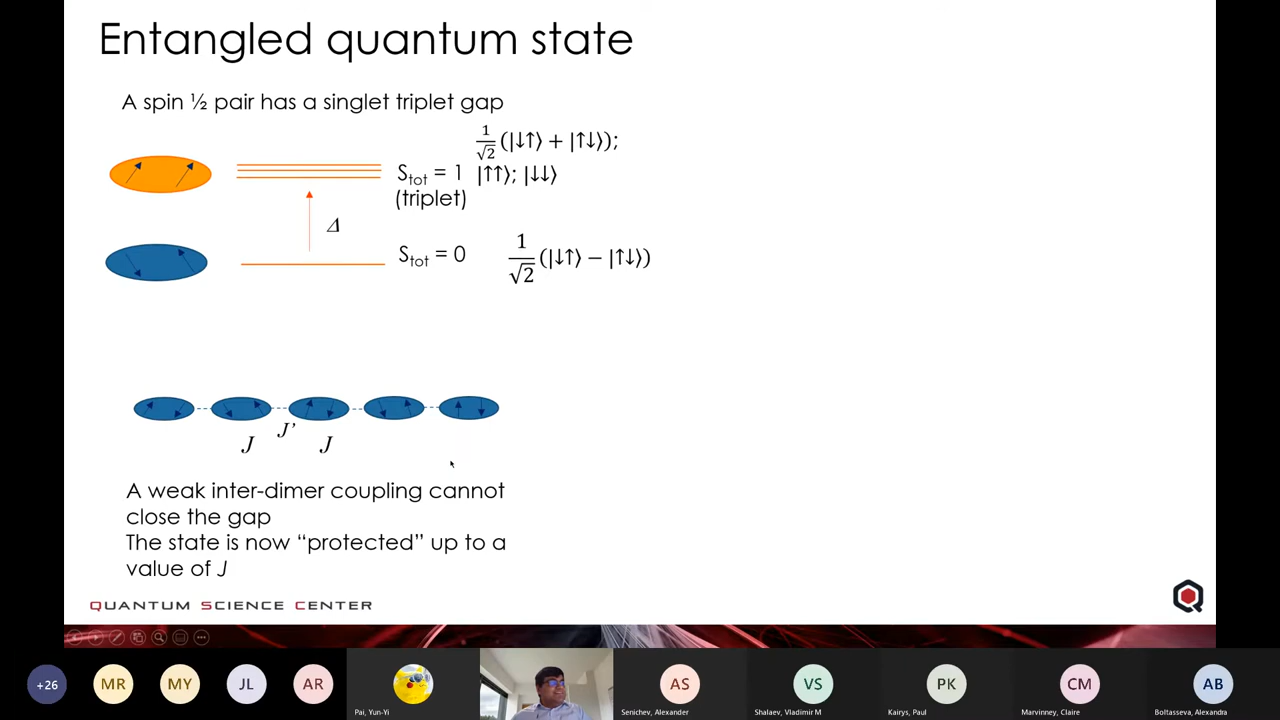 Entangled quantum state
A spin ½ pair has a singlet triplet gap
1/√2 (|↓↑⟩ + |↑↓⟩);
S_tot = 1 |↑↑⟩; |↓↓⟩
(triplet)
Δ
S_tot = 0 1/√2 (|↓↑⟩ − |↑↓⟩)
J'
J J
A weak inter-dimer coupling cannot
close the gap
The state is now “protected” up to a
value of J
QUANTUM SCIENCE CENTER
+26 MR MY JL AR AS VS PK CM AB
Pai, Yun-Yi Senichev, Alexander Shalaev, Vladimir M Kairys, Paul Marvinney, Claire Boltasseva, Alexandra